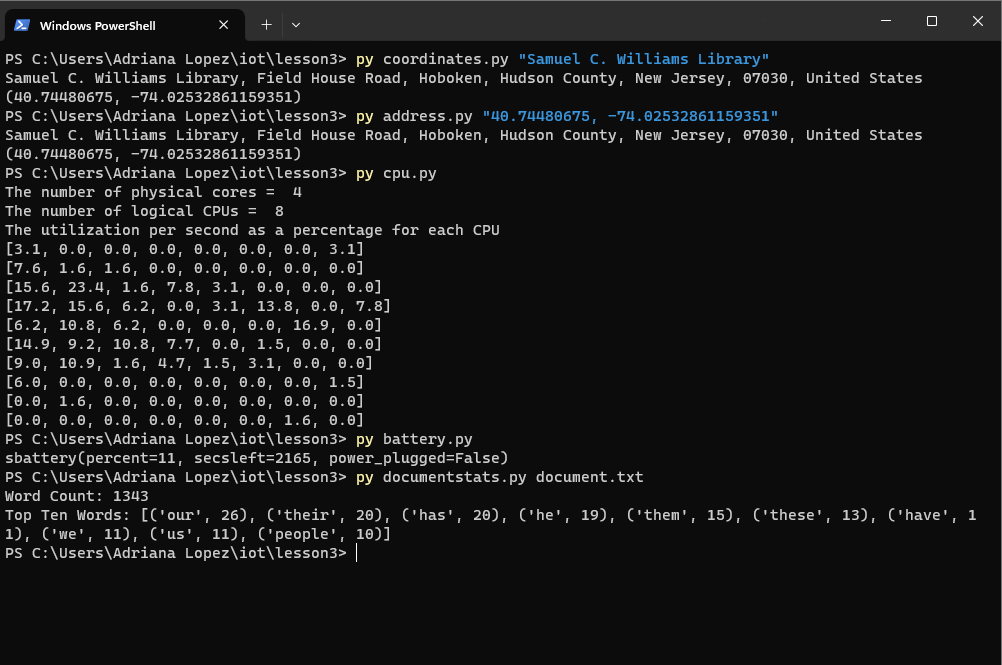 Windows PowerShell
PS C:\Users\Adriana Lopez\iot\lesson3> py coordinates.py "Samuel C. Williams Library"
Samuel C. Williams Library, Field House Road, Hoboken, Hudson County, New Jersey, 07030, United States
(40.74480675, -74.02532861159351)
PS C:\Users\Adriana Lopez\iot\lesson3> py address.py "40.74480675, -74.02532861159351"
Samuel C. Williams Library, Field House Road, Hoboken, Hudson County, New Jersey, 07030, United States
(40.74480675, -74.02532861159351)
PS C:\Users\Adriana Lopez\iot\lesson3> py cpu.py
The number of physical cores =  4
The number of logical CPUs =  8
The utilization per second as a percentage for each CPU
[3.1, 0.0, 0.0, 0.0, 0.0, 0.0, 0.0, 3.1]
[7.6, 1.6, 1.6, 0.0, 0.0, 0.0, 0.0, 0.0]
[15.6, 23.4, 1.6, 7.8, 3.1, 0.0, 0.0, 0.0]
[17.2, 15.6, 6.2, 0.0, 3.1, 13.8, 0.0, 7.8]
[6.2, 10.8, 6.2, 0.0, 0.0, 0.0, 16.9, 0.0]
[14.9, 9.2, 10.8, 7.7, 0.0, 1.5, 0.0, 0.0]
[9.0, 10.9, 1.6, 4.7, 1.5, 3.1, 0.0, 0.0]
[6.0, 0.0, 0.0, 0.0, 0.0, 0.0, 0.0, 1.5]
[0.0, 1.6, 0.0, 0.0, 0.0, 0.0, 0.0, 0.0]
[0.0, 0.0, 0.0, 0.0, 0.0, 0.0, 1.6, 0.0]
PS C:\Users\Adriana Lopez\iot\lesson3> py battery.py
sbattery(percent=11, secsleft=2165, power_plugged=False)
PS C:\Users\Adriana Lopez\iot\lesson3> py documentstats.py document.txt
Word Count: 1343
Top Ten Words: [('our', 26), ('their', 20), ('has', 20), ('he', 19), ('them', 15), ('these', 13), ('have', 1
1), ('we', 11), ('us', 11), ('people', 10)]
PS C:\Users\Adriana Lopez\iot\lesson3>